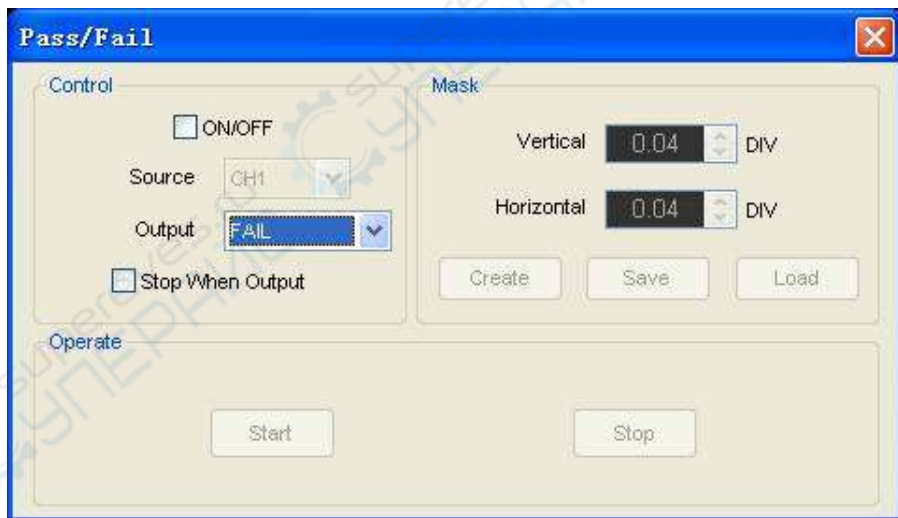 Pass/Fail
Control
ON/OFF
Source CH1
Output FAIL
Stop When Output
Mask
Vertical 0.04 DIV
Horizontal 0.04 DIV
Create Save Load
Operate
Start Stop